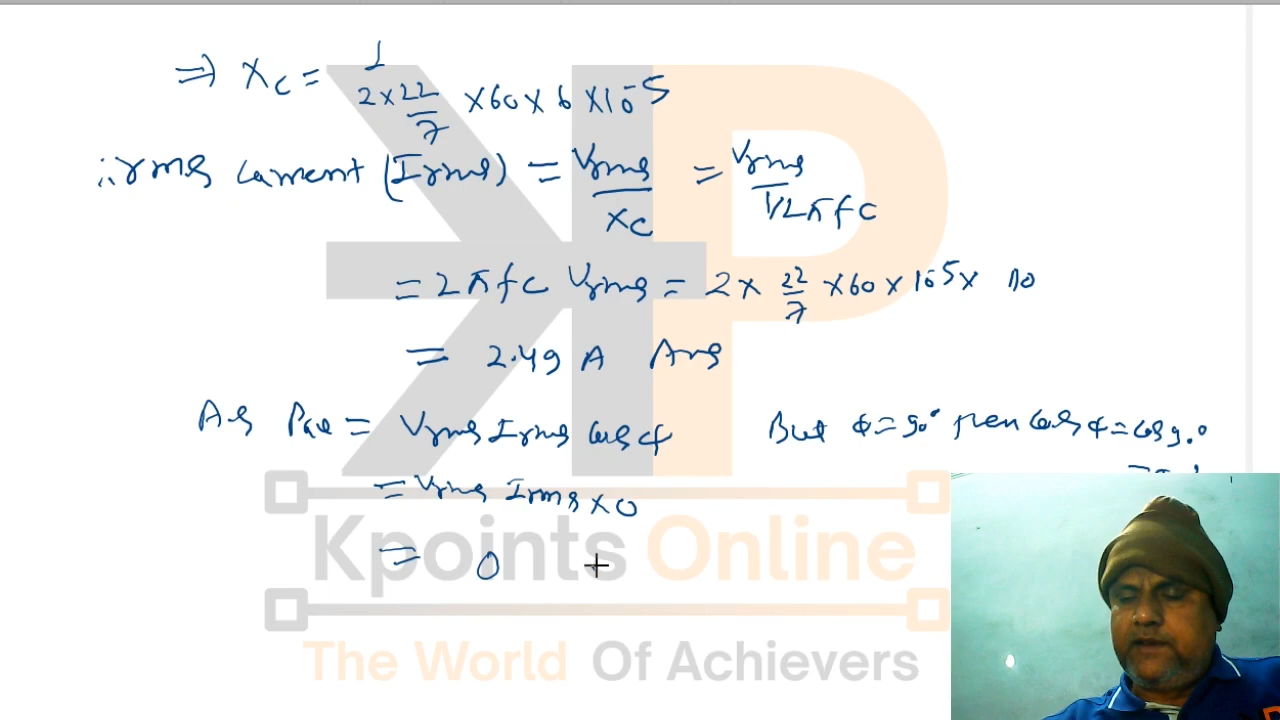 ⇒ Xc = 1 / 2×22/7 ×60×6×10⁻⁵
∴ rms current (Irms) = Vrms/Xc = Vrms / 1/2πfc
= 2πfc Vrms = 2× 22/7 ×60×10⁻⁵× 110
= 2.49 A Ans
As Pav = Vrms Irms cos φ But φ = 90° then cos φ = cos 90°
= Vrms Irms × 0
= 0
Kpoints Online
The World Of Achievers